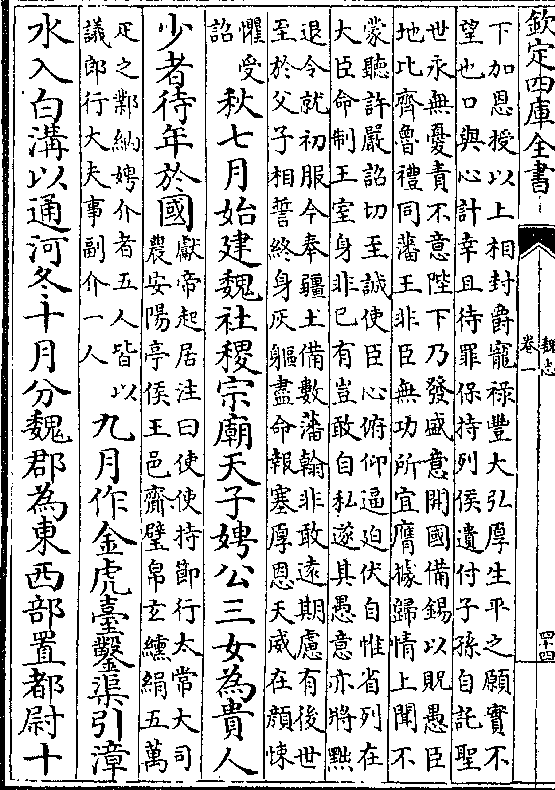 欽定四庫全書
魏志
卷一
四十四
下加恩授以上相封爵寵祿豐大弘厚生平之願實不
望也口與心計幸且待罪保持列侯遺付子孫自託聖
世永無憂責不意陛下乃發盛意開國備錫以貺愚臣
地比齊魯禮同藩王非臣無功所宜膺據歸情上聞不
蒙聽許嚴詔切至誠使臣心俯仰逼迫伏自惟省列在
大臣命制王室身非已有豈敢自私遂其愚意亦將黜
退令就初服今奉疆土備數藩翰非敢遠期慮有後世
至於父子相誓終身灰軀盡命報塞厚恩天威在顏悚
懼受
詔
秋七月始建魏社稷宗廟天子娉公三女為貴人
少者待年於國
獻帝起居注曰使使持節行太常大司
農安陽亭侯王邑齎璧帛玄纁絹五萬
疋之鄴納娉介者五人皆以
議郎行大夫事副介一人
九月作金虎臺鑿渠引漳
水入白溝以通河冬十月分魏郡為東西部置都尉十